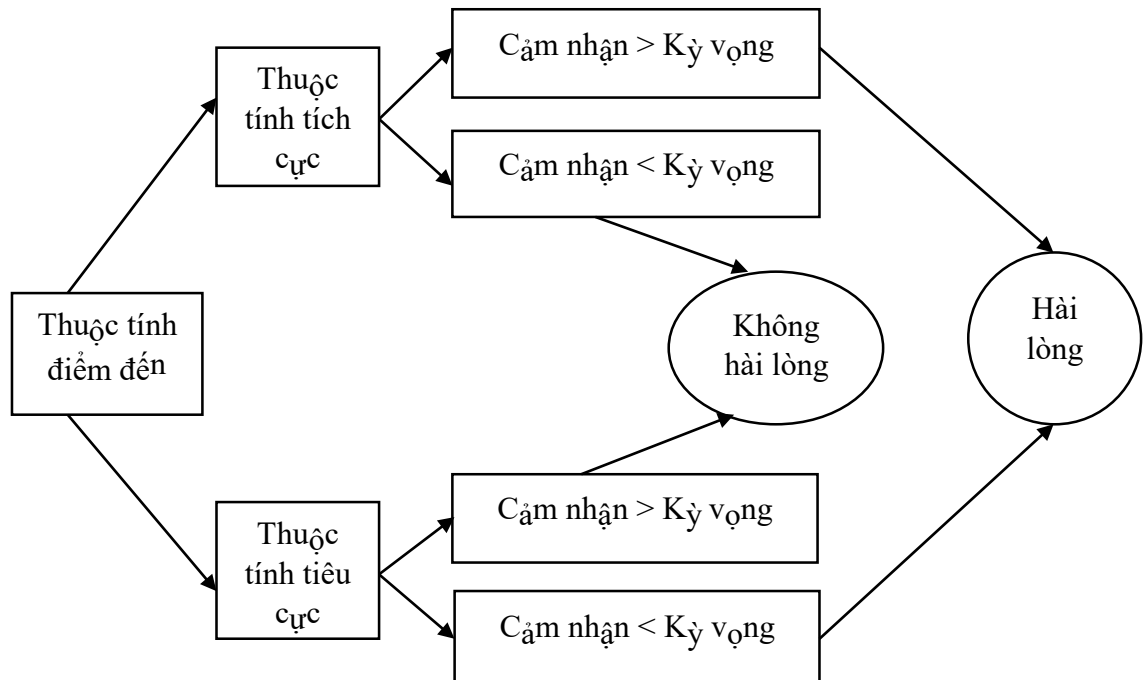 Cảm nhận > Kỳ vọng
Thuộc
tính tích
cực
Cảm nhận < Kỳ vọng
Thuộc tính
điểm đến
Không
hài lòng
Hài
lòng
Cảm nhận > Kỳ vọng
Thuộc
tính tiêu
cực
Cảm nhận < Kỳ vọng